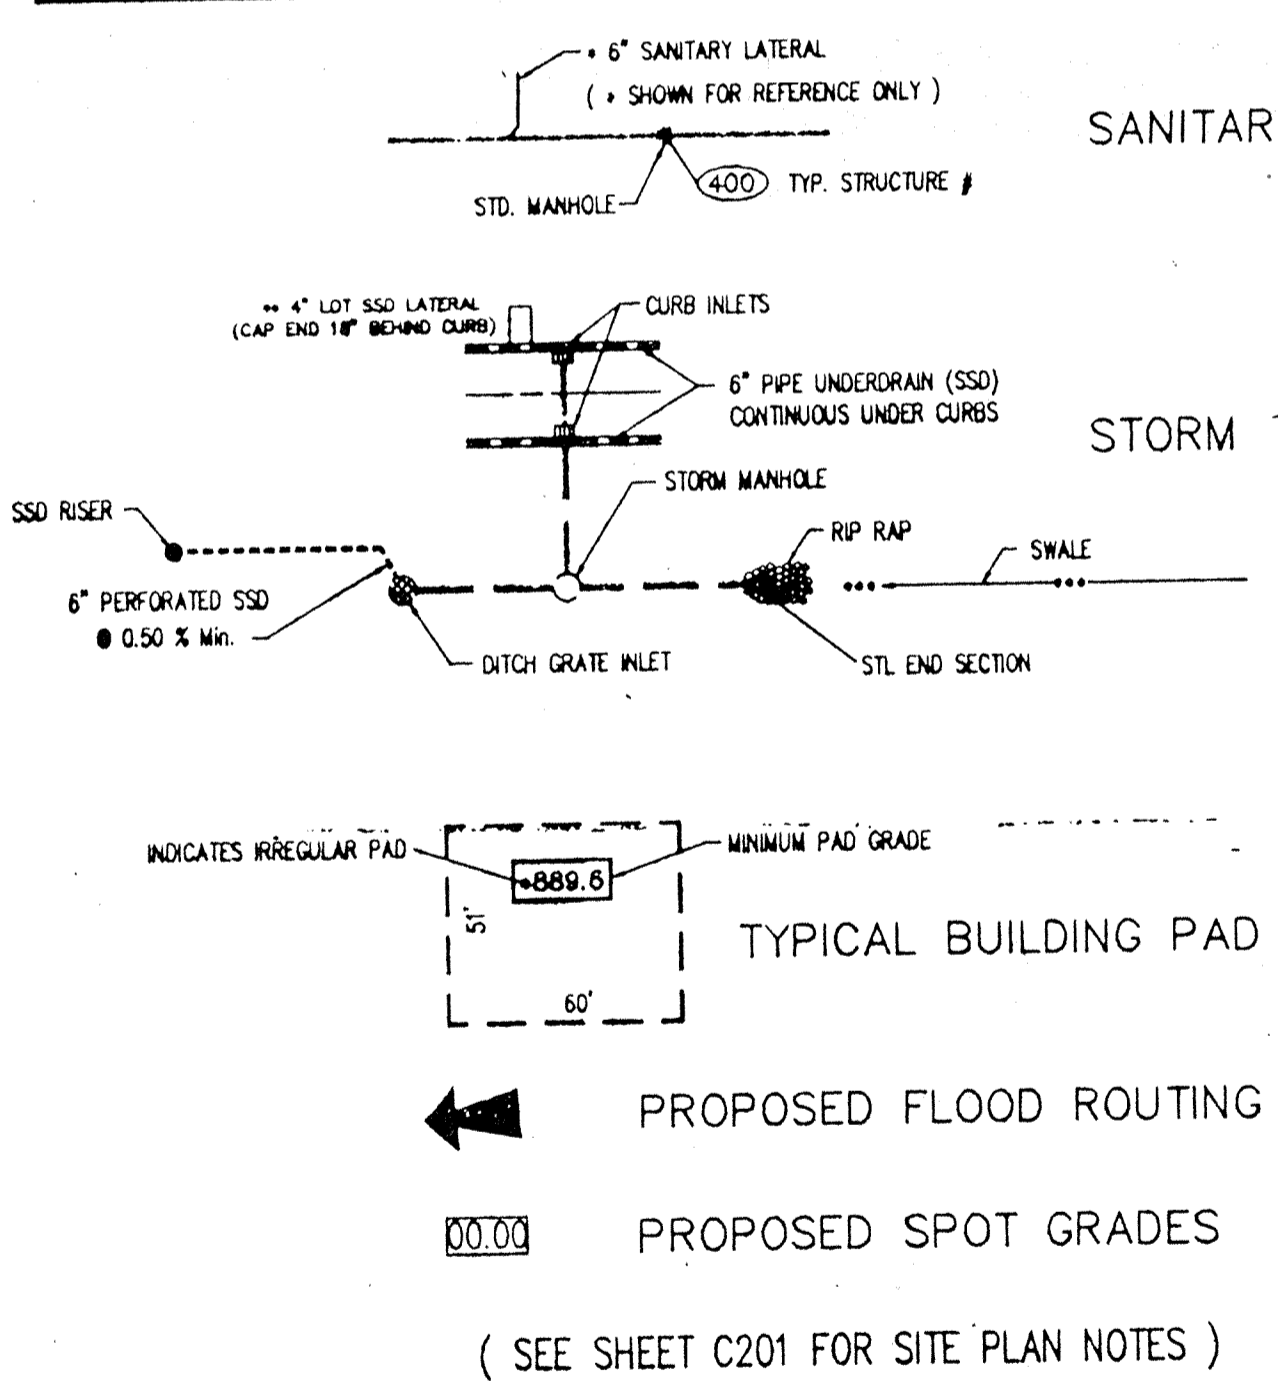 * 6" SANITARY LATERAL
( * SHOWN FOR REFERENCE ONLY )
SANITAR
400 TYP. STRUCTURE #
STD. MANHOLE
** 4" LOT SSD LATERAL
(CAP END 18" BEHIND CURB)
CURB INLETS
6" PIPE UNDERDRAIN (SSD)
CONTINUOUS UNDER CURBS
STORM
STORM MANHOLE
SSD RISER
RIP RAP
SWALE
6" PERFORATED SSD
@ 0.50 % Min.
DITCH GRATE INLET
STL END SECTION
INDICATES IRREGULAR PAD
MINIMUM PAD GRADE
*889.6
51'
TYPICAL BUILDING PAD
60'
PROPOSED FLOOD ROUTING
00.00
PROPOSED SPOT GRADES
( SEE SHEET C201 FOR SITE PLAN NOTES )